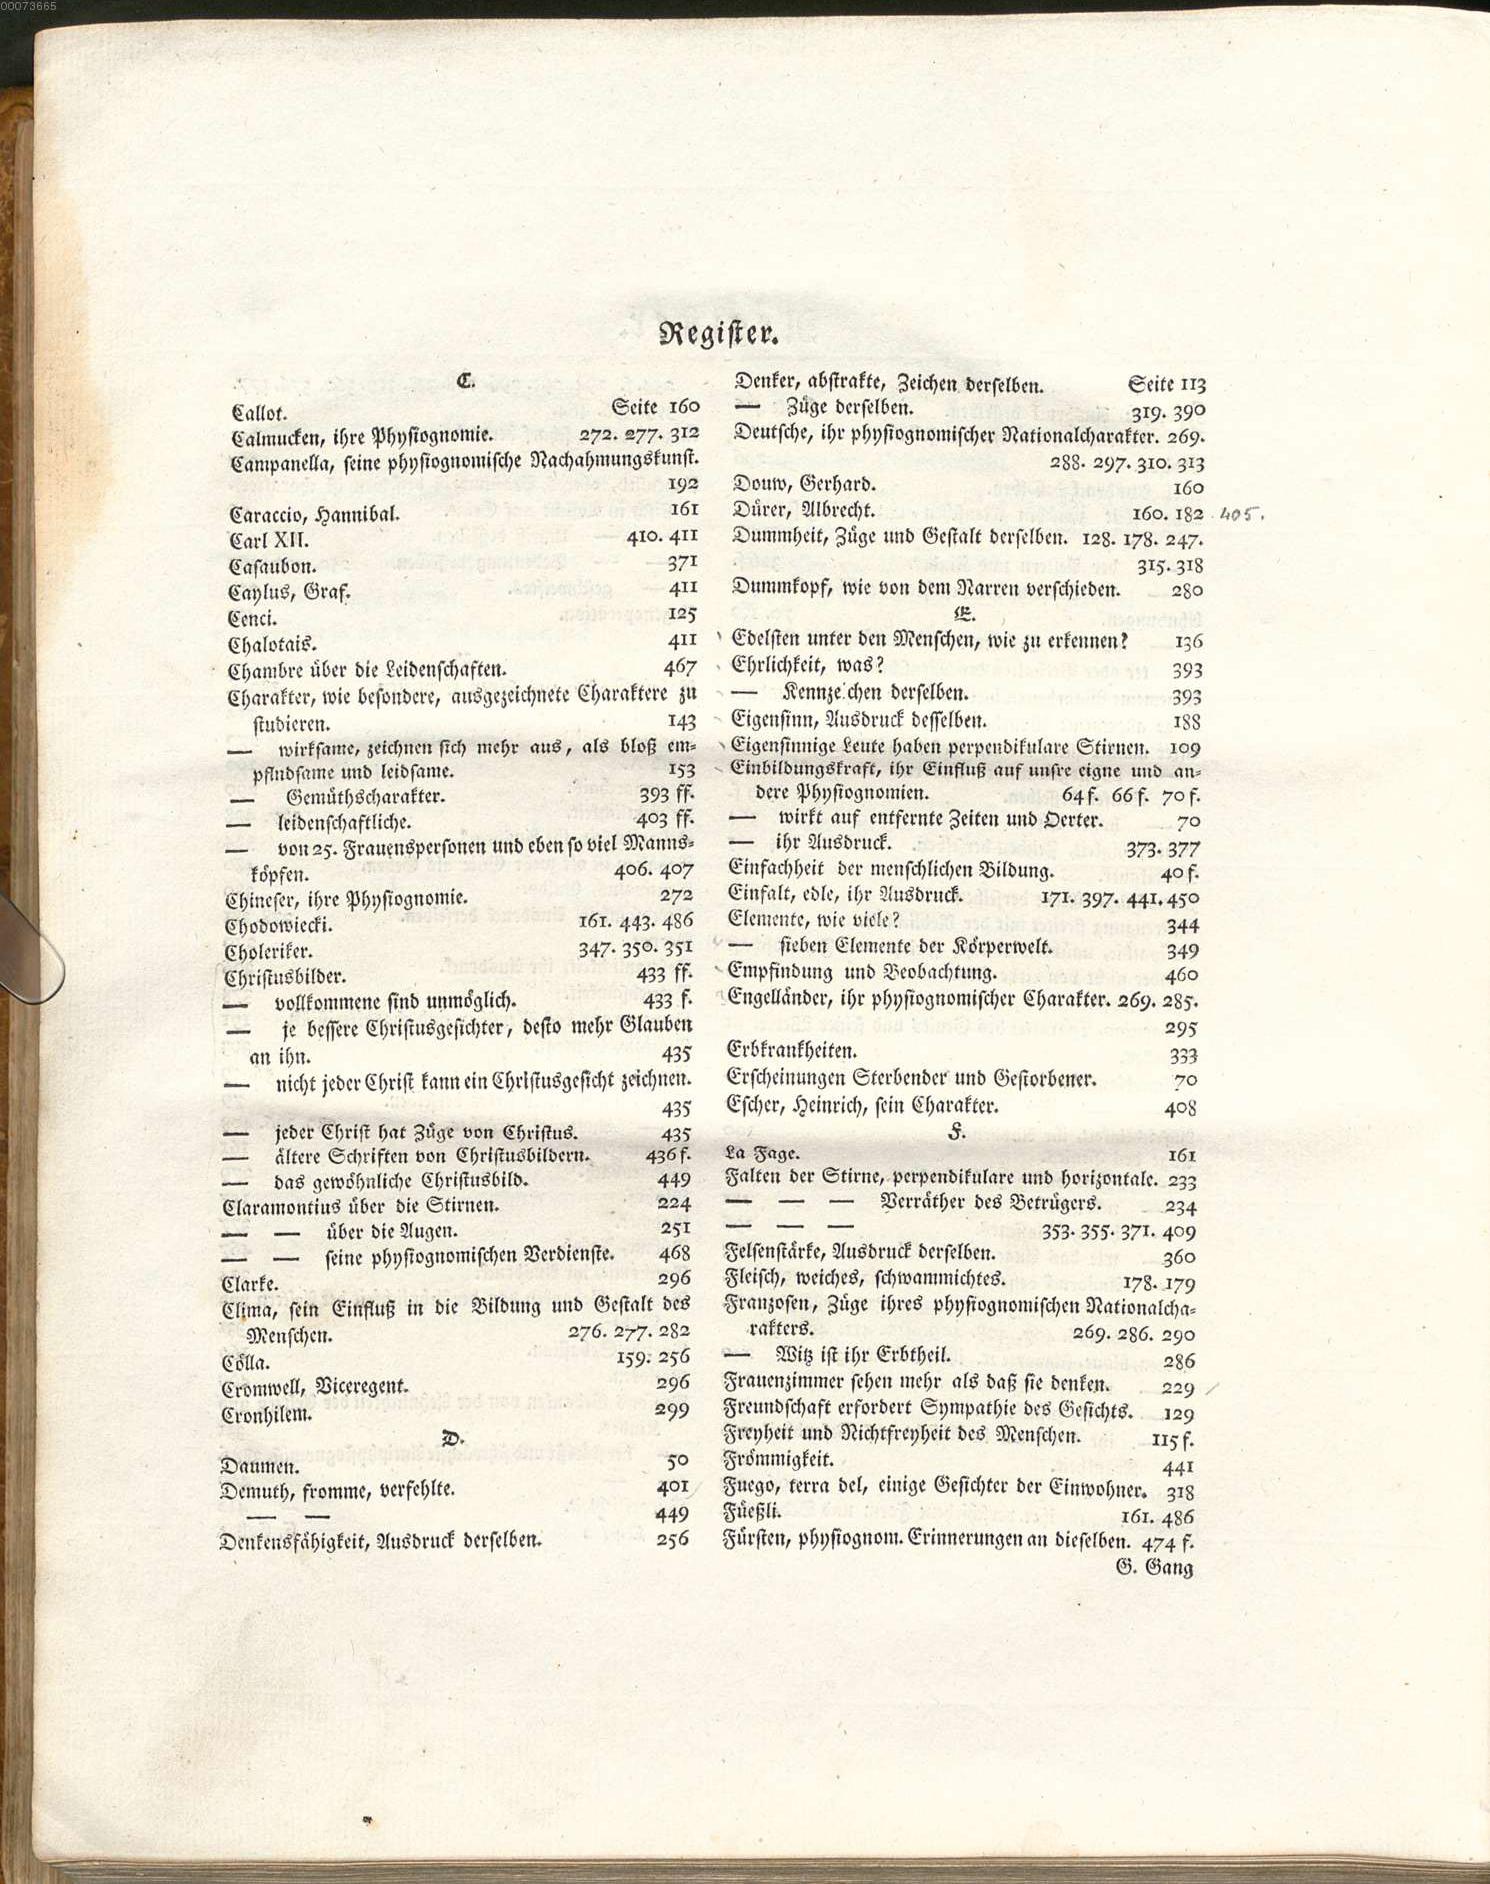 00073665
Register.
C.
Callot. Seite 160
Calmucken, ihre Physiognomie. 272. 277. 312
Campanella, seine physiognomische Nachahmungskunst.
192
Caraccio, Hannibal. 161
Carl XII. 410. 411
Casaubon. 371
Caylus, Graf. 411
Cenci. 125
Chalotais. 411
Chambre über die Leidenschaften. 467
Charakter, wie besondere, ausgezeichnete Charaktere zu
studieren. 143
— wirksame, zeichnen sich mehr aus, als bloß em-
pfindsame und leidsame. 153
— Gemüthscharakter. 393 ff.
— leidenschaftliche. 403 ff.
— von 25. Frauenspersonen und eben so viel Manns-
köpfen. 406. 407
Chineser, ihre Physiognomie. 272
Chodowiecki. 161. 443. 486
Choleriker. 347. 350. 351
Christusbilder. 433 ff.
— vollkommene sind unmöglich. 433 f.
— je bessere Christusgesichter, desto mehr Glauben
an ihn. 435
— nicht jeder Christ kann ein Christusgesicht zeichnen.
435
— jeder Christ hat Züge von Christus. 435
— ältere Schriften von Christusbildern. 436 f.
— das gewöhnliche Christusbild. 449
Claramontius über die Stirnen. 224
— — über die Augen. 251
— — seine physiognomischen Verdienste. 468
Clarke. 296
Clima, sein Einfluß in die Bildung und Gestalt des
Menschen. 276. 277. 282
Cölla. 159. 256
Cromwell, Viceregent. 296
Cronhilem. 299
D.
Daumen. 50
Demuth, fromme, verfehlte. 401
— — 449
Denkensfähigkeit, Ausdruck derselben. 256
Denker, abstrakte, Zeichen derselben. Seite 113
— Züge derselben. 319. 390
Deutsche, ihr physiognomischer Nationalcharakter. 269.
288. 297. 310. 313
Douw, Gerhard. 160
Dürer, Albrecht. 160. 182 405.
Dummheit, Züge und Gestalt derselben. 128. 178. 247.
315. 318
Dummkopf, wie von dem Narren verschieden. 280
E.
Edelsten unter den Menschen, wie zu erkennen? 136
Ehrlichkeit, was? 393
— Kennzeichen derselben. 393
Eigensinn, Ausdruck desselben. 188
Eigensinnige Leute haben perpendikulare Stirnen. 109
Einbildungskraft, ihr Einfluß auf unsre eigne und an-
dere Physiognomien. 64 f. 66 f. 70 f.
— wirkt auf entfernte Zeiten und Oerter. 70
— ihr Ausdruck. 373. 377
Einfachheit der menschlichen Bildung. 40 f.
Einfalt, edle, ihr Ausdruck. 171. 397. 441. 450
Elemente, wie viele? 344
— sieben Elemente der Körperwelt. 349
Empfindung und Beobachtung. 460
Engelländer, ihr physiognomischer Charakter. 269. 285.
295
Erbkrankheiten. 333
Erscheinungen Sterbender und Gestorbener. 70
Escher, Heinrich, sein Charakter. 408
F.
La Fage. 161
Falten der Stirne, perpendikulare und horizontale. 233
— — — Verräther des Betrügers. 234
— — — 353. 355. 371. 409
Felsenstärke, Ausdruck derselben. 360
Fleisch, weiches, schwammichtes. 178. 179
Franzosen, Züge ihres physiognomischen Nationalcha-
rakters. 269. 286. 290
— Witz ist ihr Erbtheil. 286
Frauenzimmer sehen mehr als daß sie denken. 229
Freundschaft erfordert Sympathie des Gesichts. 129
Freyheit und Nichtfreyheit des Menschen. 115 f.
Frömmigkeit. 441
Fuego, terra del, einige Gesichter der Einwohner. 318
Füeßli. 161. 486
Fürsten, physiognom. Erinnerungen an dieselben. 474 f.
G. Gang